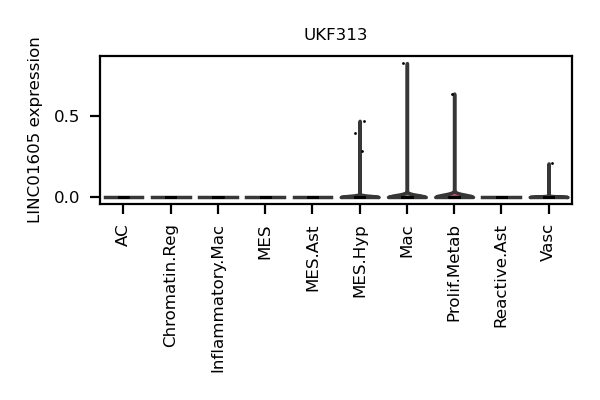 UKF313
LINC01605 expression
0.5
0.0
AC
Chromatin.Reg
Inflammatory.Mac
MES
MES.Ast
MES.Hyp
Mac
Prolif.Metab
Reactive.Ast
Vasc